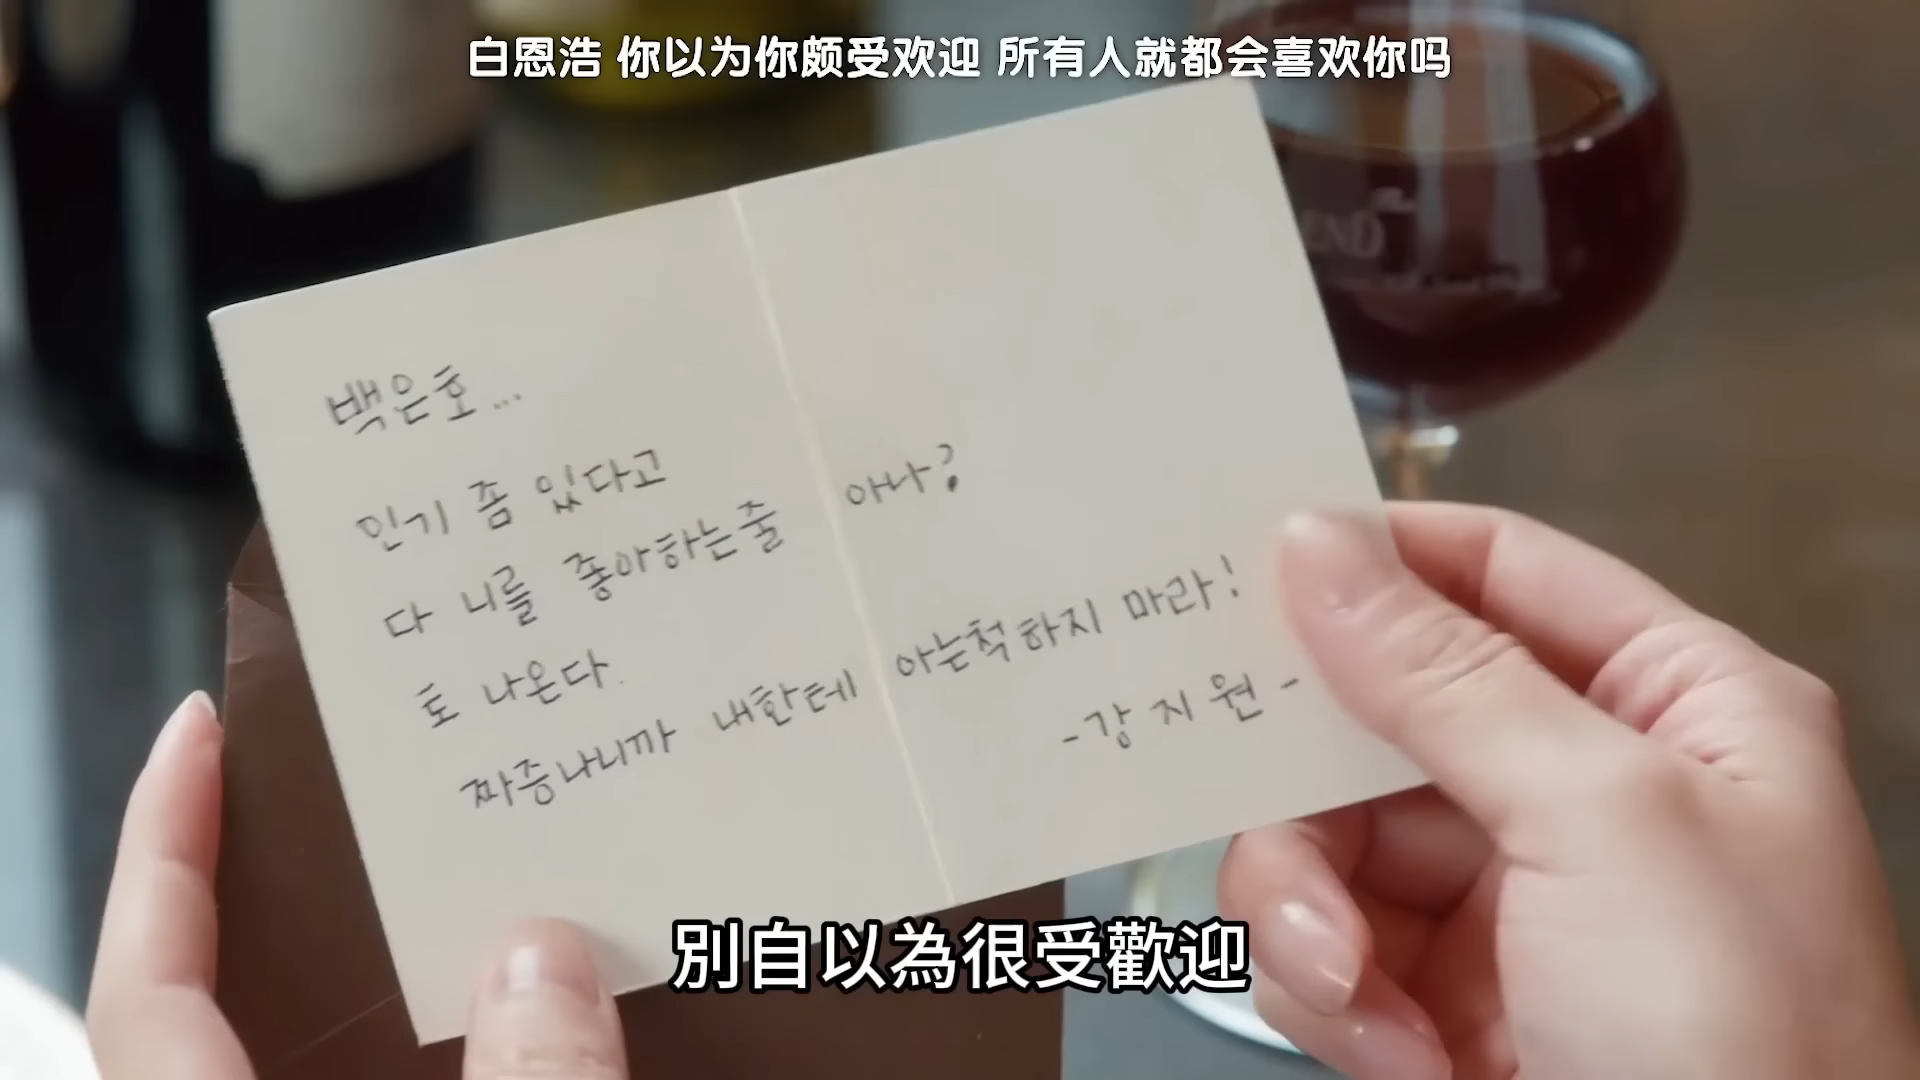 白恩浩 你以为你颇受欢迎 所有人就都会喜欢你吗
END
백은호...
인기 좀 있다고
다 니를 좋아하는줄 아나?
토 나온다.
짜증나니까 내한테 아는척하지 마라!
-강지원-
別自以為很受歡迎